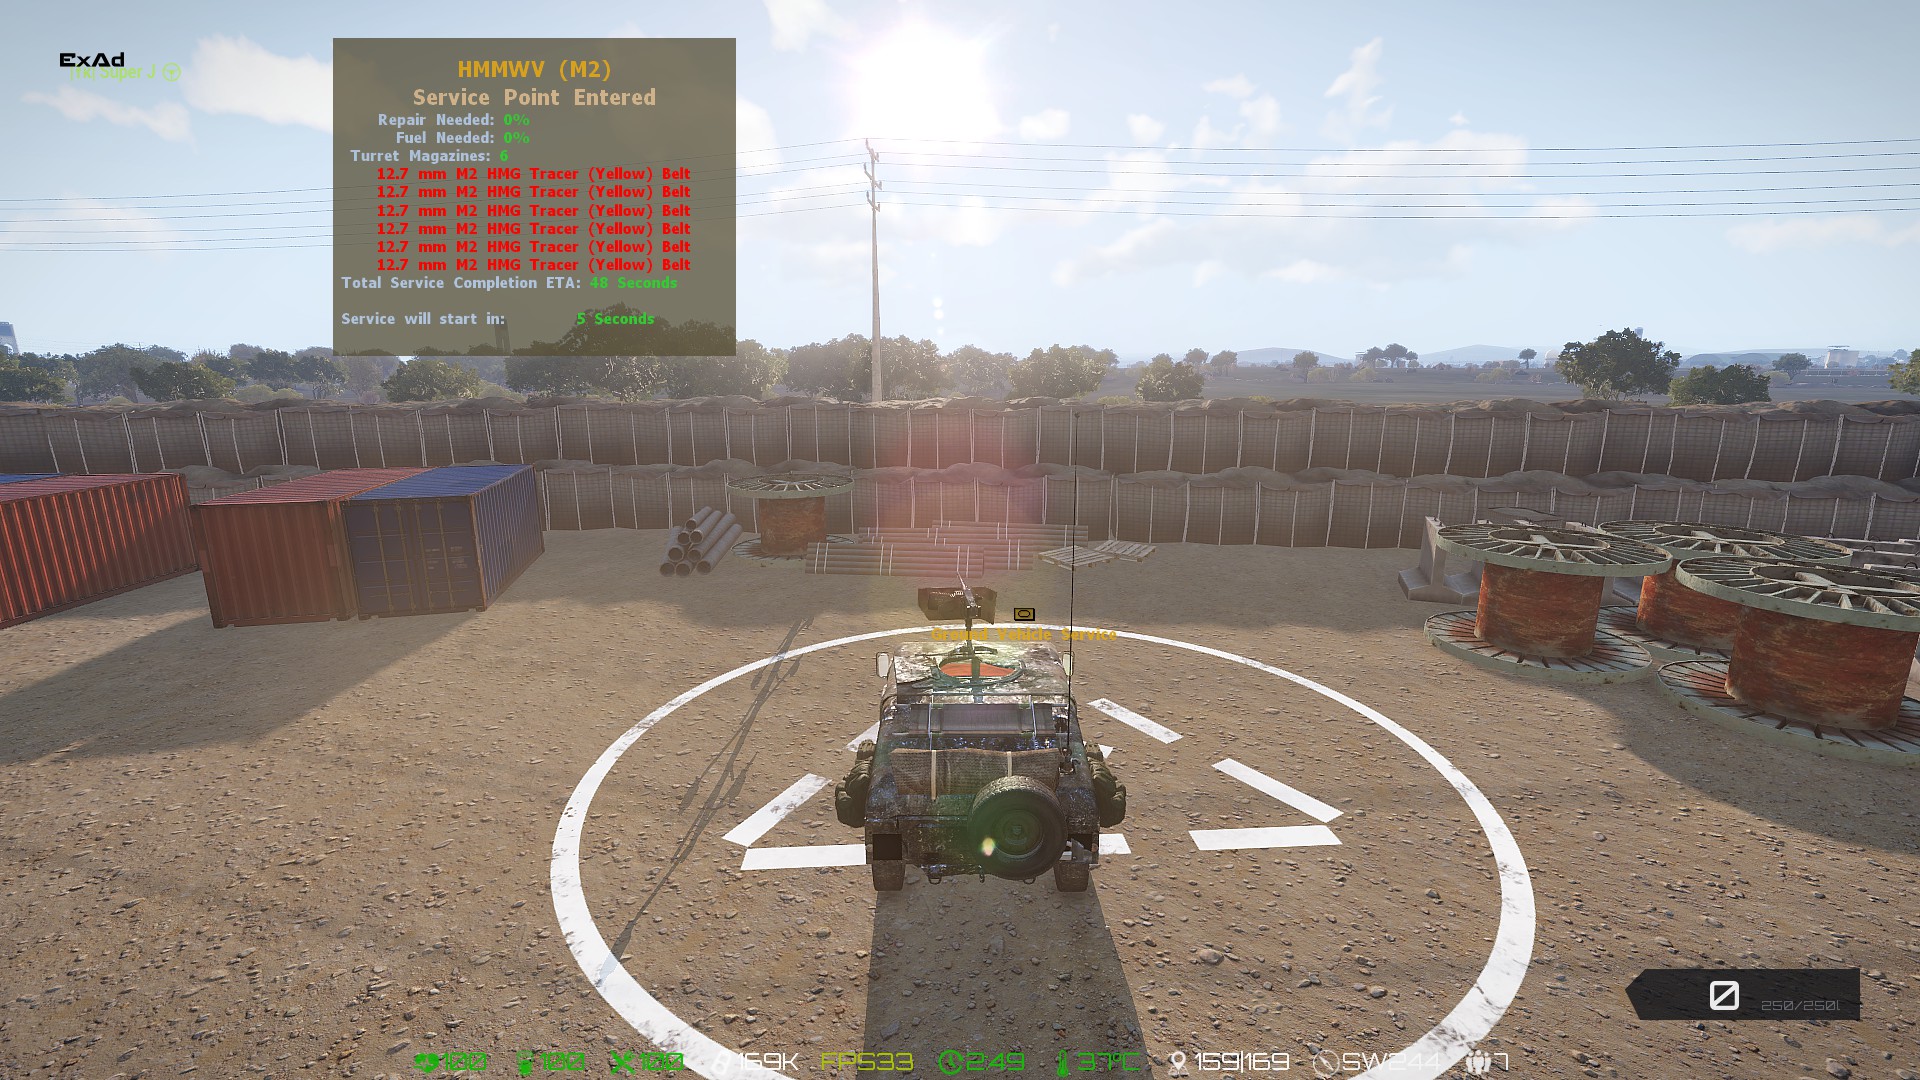 ExAd
Super J
HMMWV (M2)
Service Point Entered
Repair Needed: 0%
Fuel Needed: 0%
Turret Magazines: 6
12.7 mm M2 HMG Tracer (Yellow) Belt
12.7 mm M2 HMG Tracer (Yellow) Belt
12.7 mm M2 HMG Tracer (Yellow) Belt
12.7 mm M2 HMG Tracer (Yellow) Belt
12.7 mm M2 HMG Tracer (Yellow) Belt
12.7 mm M2 HMG Tracer (Yellow) Belt
Total Service Completion ETA: 48 Seconds
Service will start in: 5 Seconds
Ground Vehicle Service
0 250/250l
100 100 100 169K FPS33 2:49 37°C 159|169 SW244 7